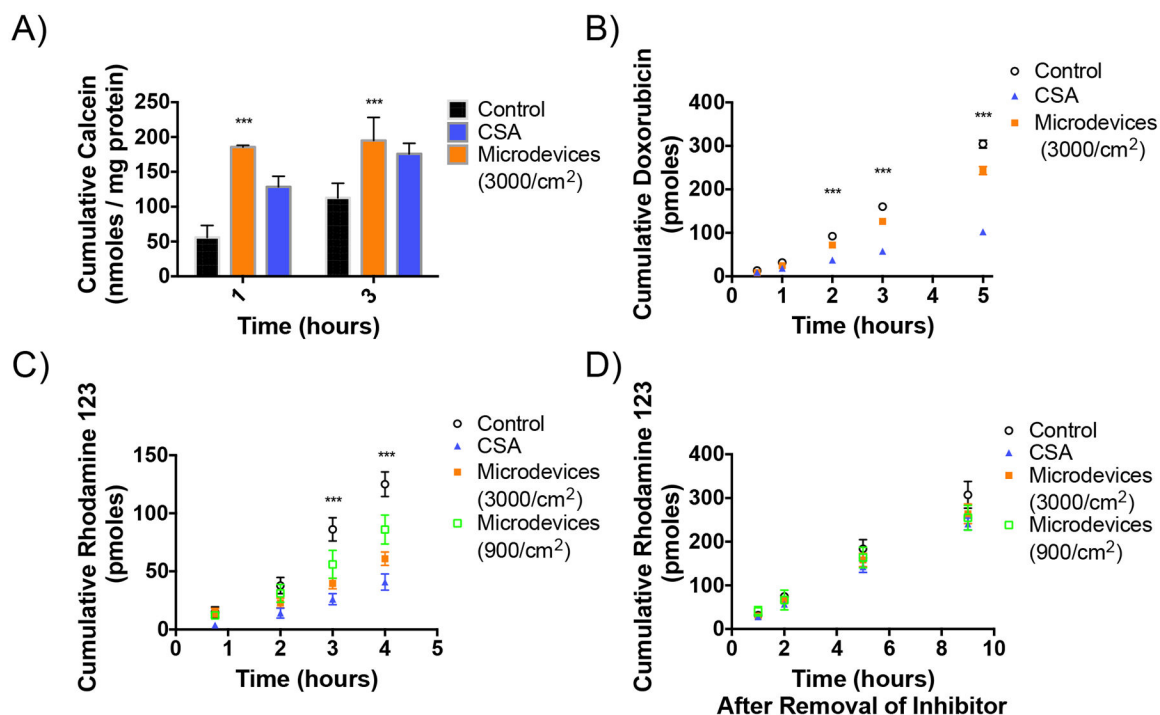 A)
Cumulative Calcein
(nmoles / mg protein)
250
200
150
100
50
0
***
***
1
3
Time (hours)
Control
CSA
Microdevices
(3000/cm2)
B)
Cumulative Doxorubicin
(pmoles)
400
300
200
100
0
***
***
***
0 1 2 3 4 5
Time (hours)
Control
CSA
Microdevices
(3000/cm2)
C)
Cumulative Rhodamine 123
(pmoles)
150
100
50
0
***
***
0 1 2 3 4 5
Time (hours)
Control
CSA
Microdevices
(3000/cm2)
Microdevices
(900/cm2)
D)
Cumulative Rhodamine 123
(pmoles)
400
300
200
100
0
0 2 4 6 8 10
Time (hours)
After Removal of Inhibitor
Control
CSA
Microdevices
(3000/cm2)
Microdevices
(900/cm2)